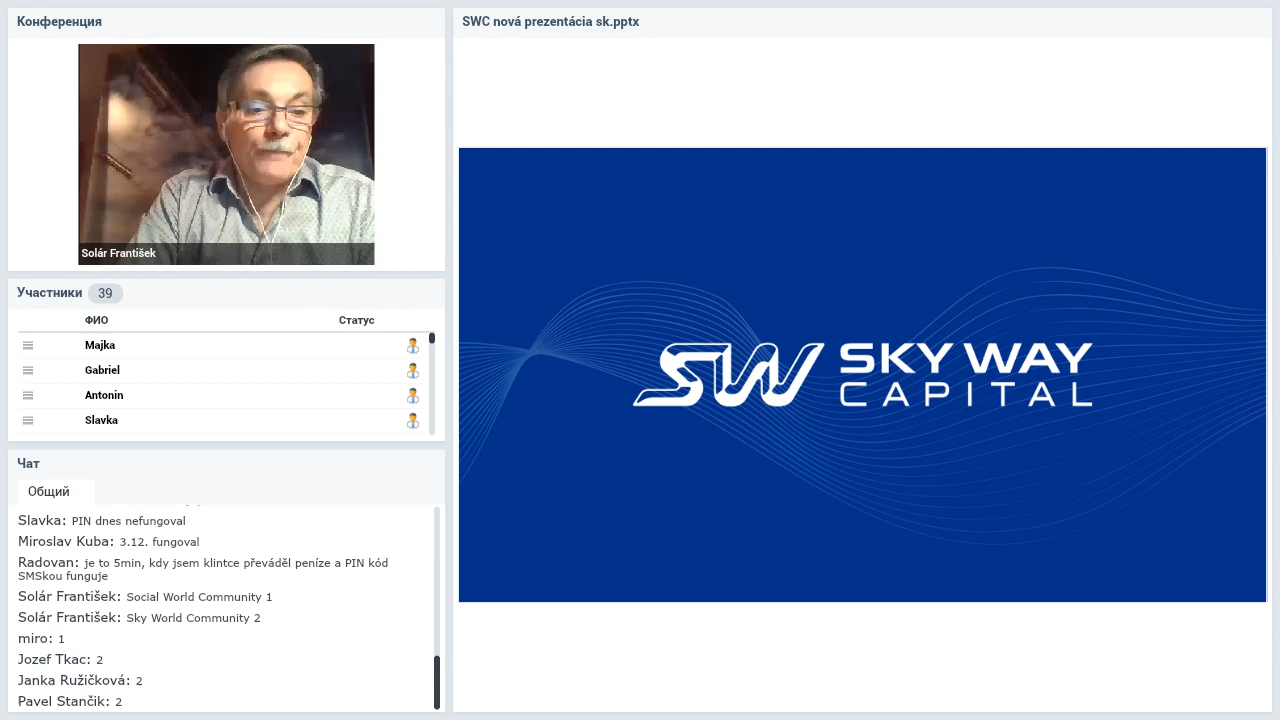 Конференция
Solár František
Участники 39
ФИО Статус
Majka
Gabriel
Antonin
Slavka
Чат
Общий
Slavka: PIN dnes nefungoval
Miroslav Kuba: 3.12. fungoval
Radovan: je to 5min, kdy jsem klintce převáděl peníze a PIN kód
SMSkou funguje
Solár František: Social World Community 1
Solár František: Sky World Community 2
miro: 1
Jozef Tkac: 2
Janka Ružičková: 2
Pavel Stančik: 2
SWC nová prezentácia sk.pptx
SW SKY WAY
CAPITAL